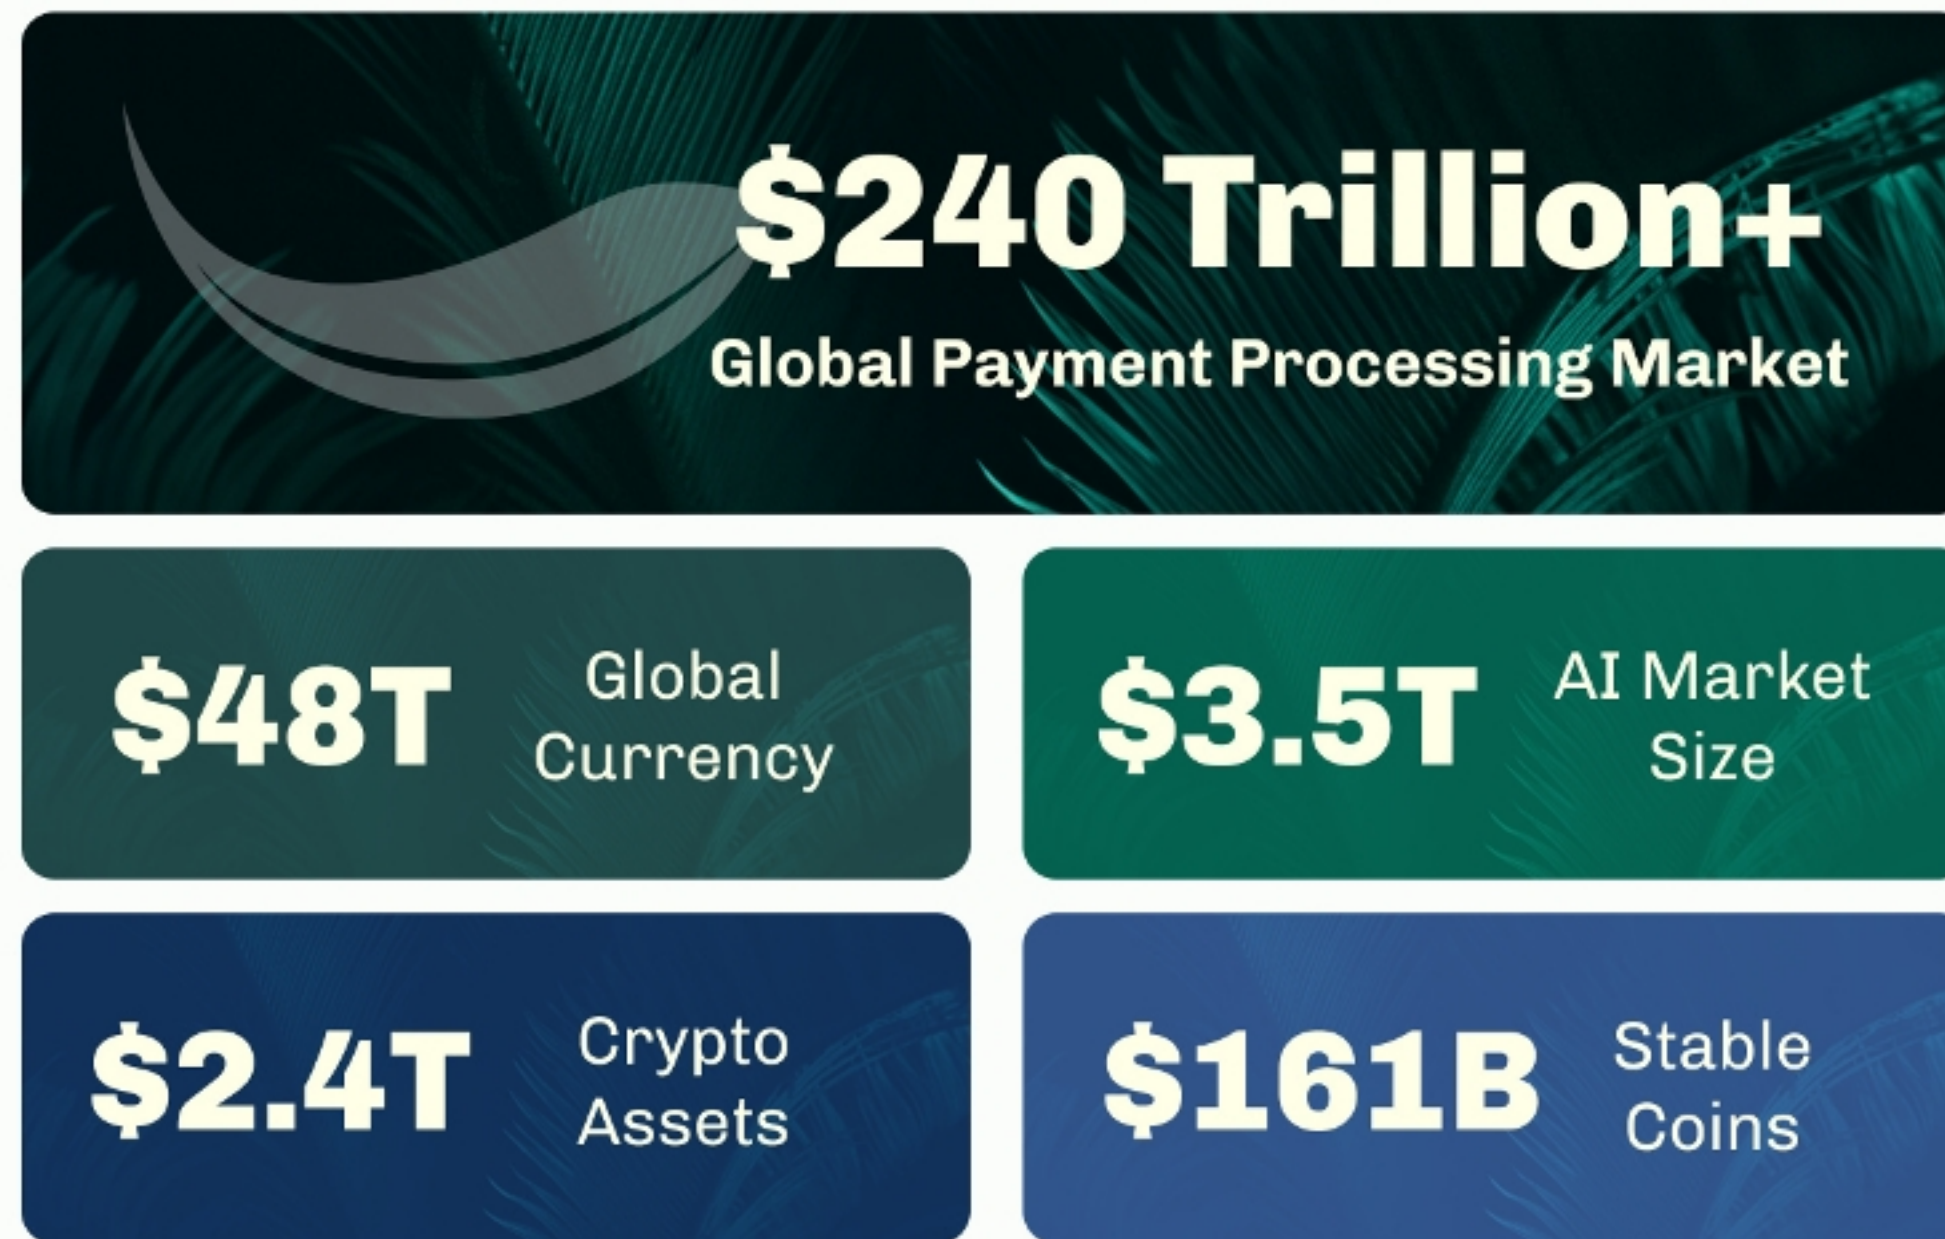 $240 Trillion+
Global Payment Processing Market
$48T
Global
Currency
$3.5T
AI Market
Size
$2.4T
Crypto
Assets
$161B
Stable
Coins